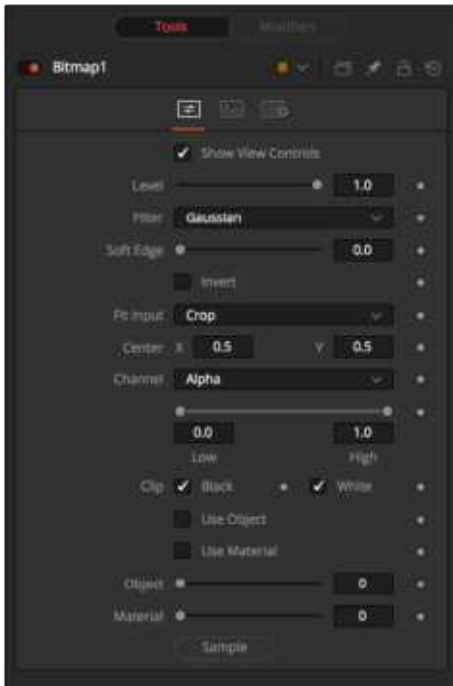 Tools Modifiers
Bitmap1
Show View Controls
Level 1.0
Filter Gaussian
Soft Edge 0.0
Invert
Fit Input Crop
Center X 0.5 Y 0.5
Channel Alpha
0.0 1.0
Low High
Clip Black White
Use Object
Use Material
Object 0
Material 0
Sample